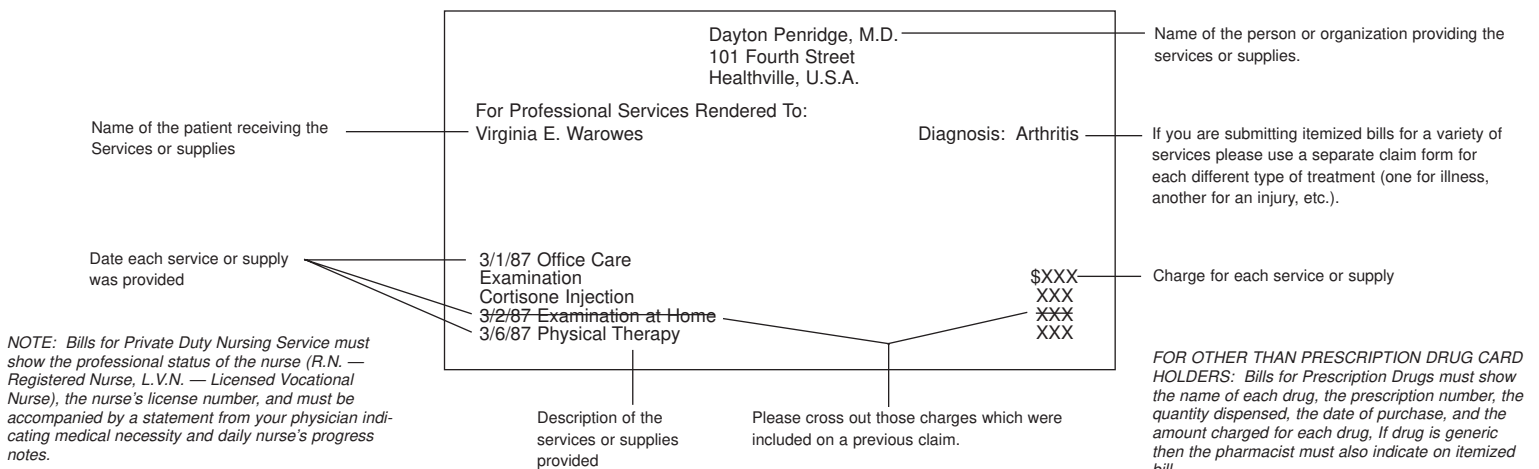 Dayton Penridge, M.D.
101 Fourth Street
Healthville, U.S.A.
Name of the person or organization providing the
services or supplies.
For Professional Services Rendered To:
Virginia E. Warowes
Diagnosis: Arthritis
Name of the patient receiving the
Services or supplies
If you are submitting itemized bills for a variety of
services please use a separate claim form for
each different type of treatment (one for illness,
another for an injury, etc.).
Date each service or supply
was provided
3/1/87 Office Care
Examination $XXX
Cortisone Injection XXX
3/2/87 Examination at Home XXX
3/6/87 Physical Therapy XXX
Charge for each service or supply
NOTE: Bills for Private Duty Nursing Service must
show the professional status of the nurse (R.N. —
Registered Nurse, L.V.N. — Licensed Vocational
Nurse), the nurse's license number, and must be
accompanied by a statement from your physician indi-
cating medical necessity and daily nurse's progress
notes.
Description of the
services or supplies
provided
Please cross out those charges which were
included on a previous claim.
FOR OTHER THAN PRESCRIPTION DRUG CARD
HOLDERS: Bills for Prescription Drugs must show
the name of each drug, the prescription number, the
quantity dispensed, the date of purchase, and the
amount charged for each drug, If drug is generic
then the pharmacist must also indicate on itemized